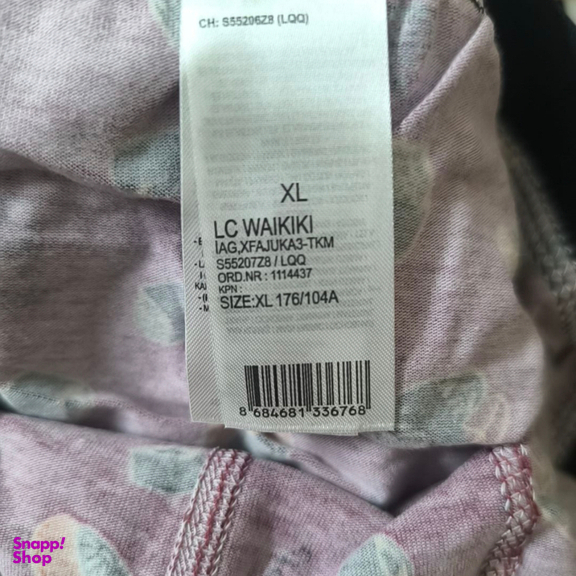 CH: S55206Z8 (LQQ)
XL
LC WAIKIKI
IAG,XFAJUKA3-TKM
S55207Z8 / LQQ
ORD.NR : 1114437
KPN :
SIZE:XL 176/104A
8 684681 336768
Snapp!
Shop